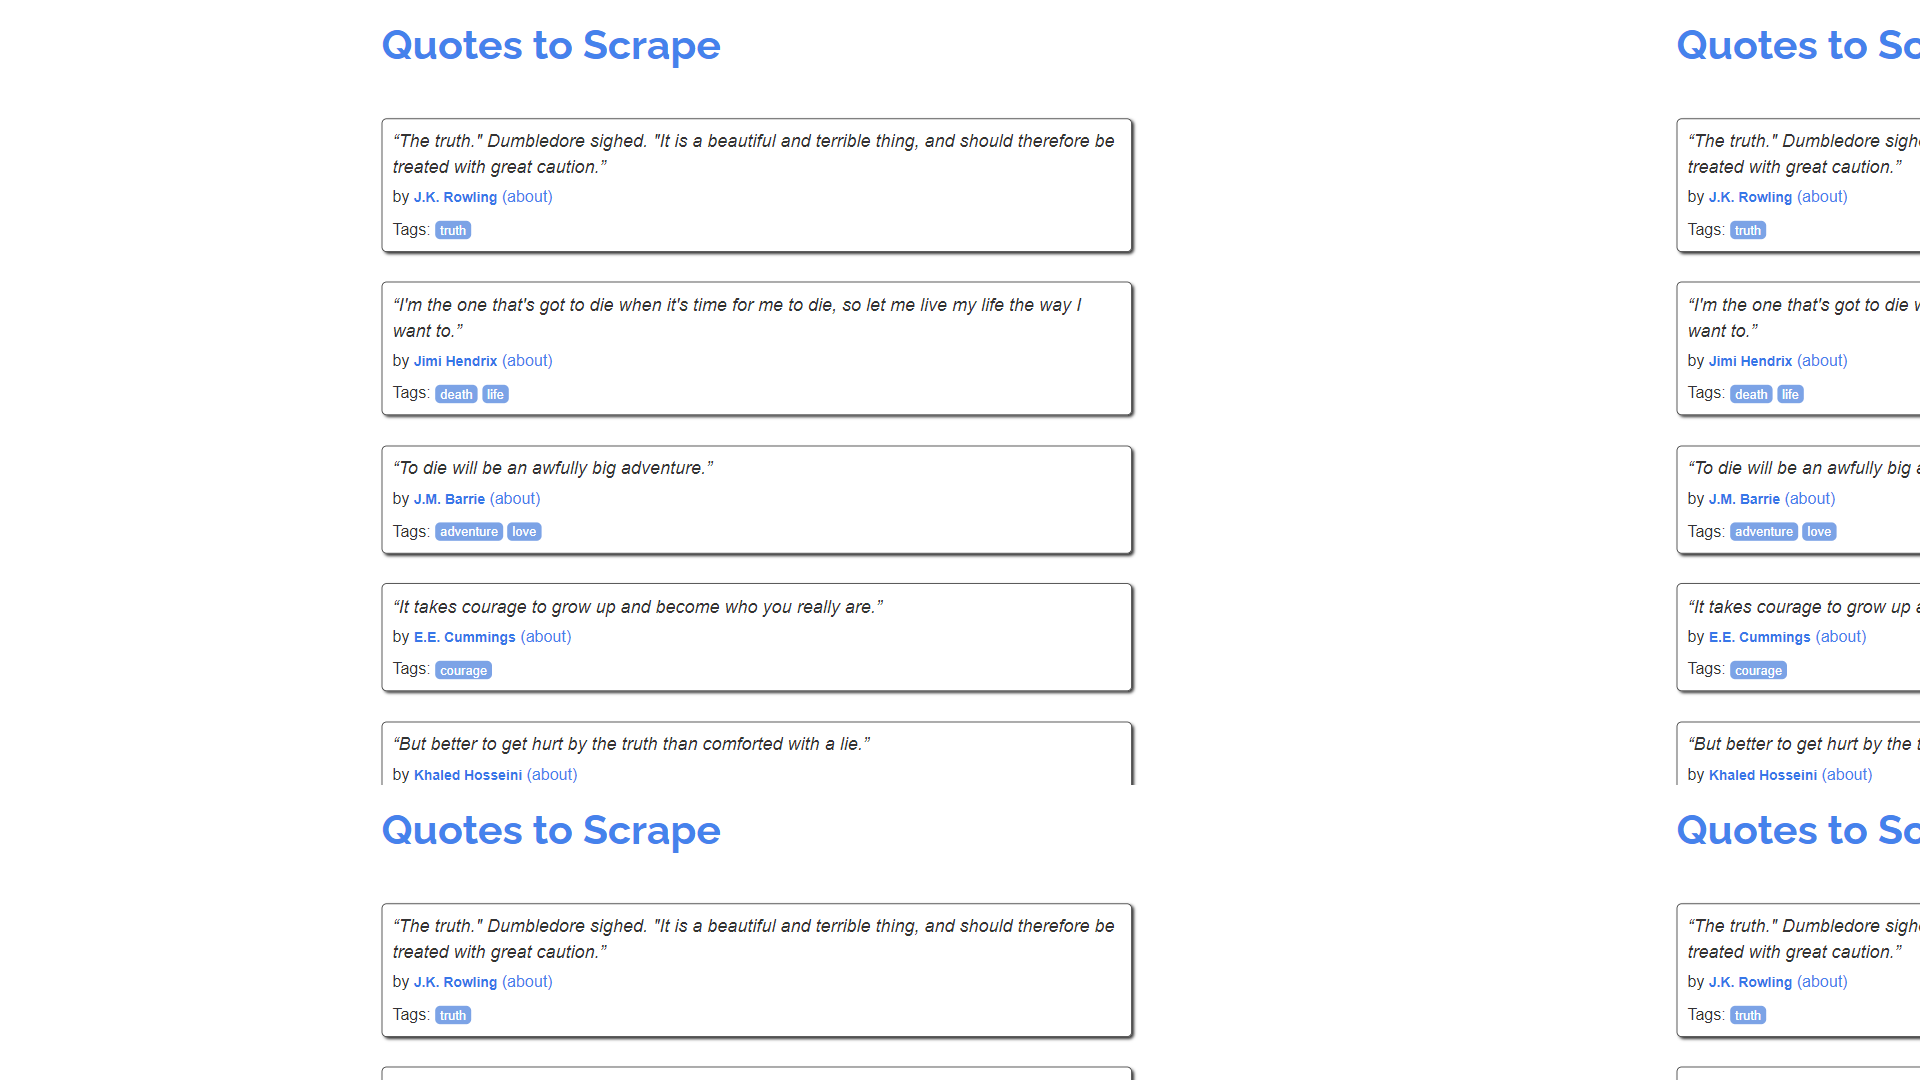 Quotes to Scrape
“The truth." Dumbledore sighed. "It is a beautiful and terrible thing, and should therefore be
treated with great caution.”
by J.K. Rowling (about)
Tags: truth
“I'm the one that's got to die when it's time for me to die, so let me live my life the way I
want to.”
by Jimi Hendrix (about)
Tags: death life
“To die will be an awfully big adventure.”
by J.M. Barrie (about)
Tags: adventure love
“It takes courage to grow up and become who you really are.”
by E.E. Cummings (about)
Tags: courage
“But better to get hurt by the truth than comforted with a lie.”
by Khaled Hosseini (about)
Quotes to Sc
“The truth." Dumbledore sigh
treated with great caution.”
by J.K. Rowling (about)
Tags: truth
“I'm the one that's got to die w
want to.”
by Jimi Hendrix (about)
Tags: death life
“To die will be an awfully big a
by J.M. Barrie (about)
Tags: adventure love
“It takes courage to grow up a
by E.E. Cummings (about)
Tags: courage
“But better to get hurt by the t
by Khaled Hosseini (about)
Quotes to Scrape
“The truth." Dumbledore sighed. "It is a beautiful and terrible thing, and should therefore be
treated with great caution.”
by J.K. Rowling (about)
Tags: truth
Quotes to Sc
“The truth." Dumbledore sigh
treated with great caution.”
by J.K. Rowling (about)
Tags: truth